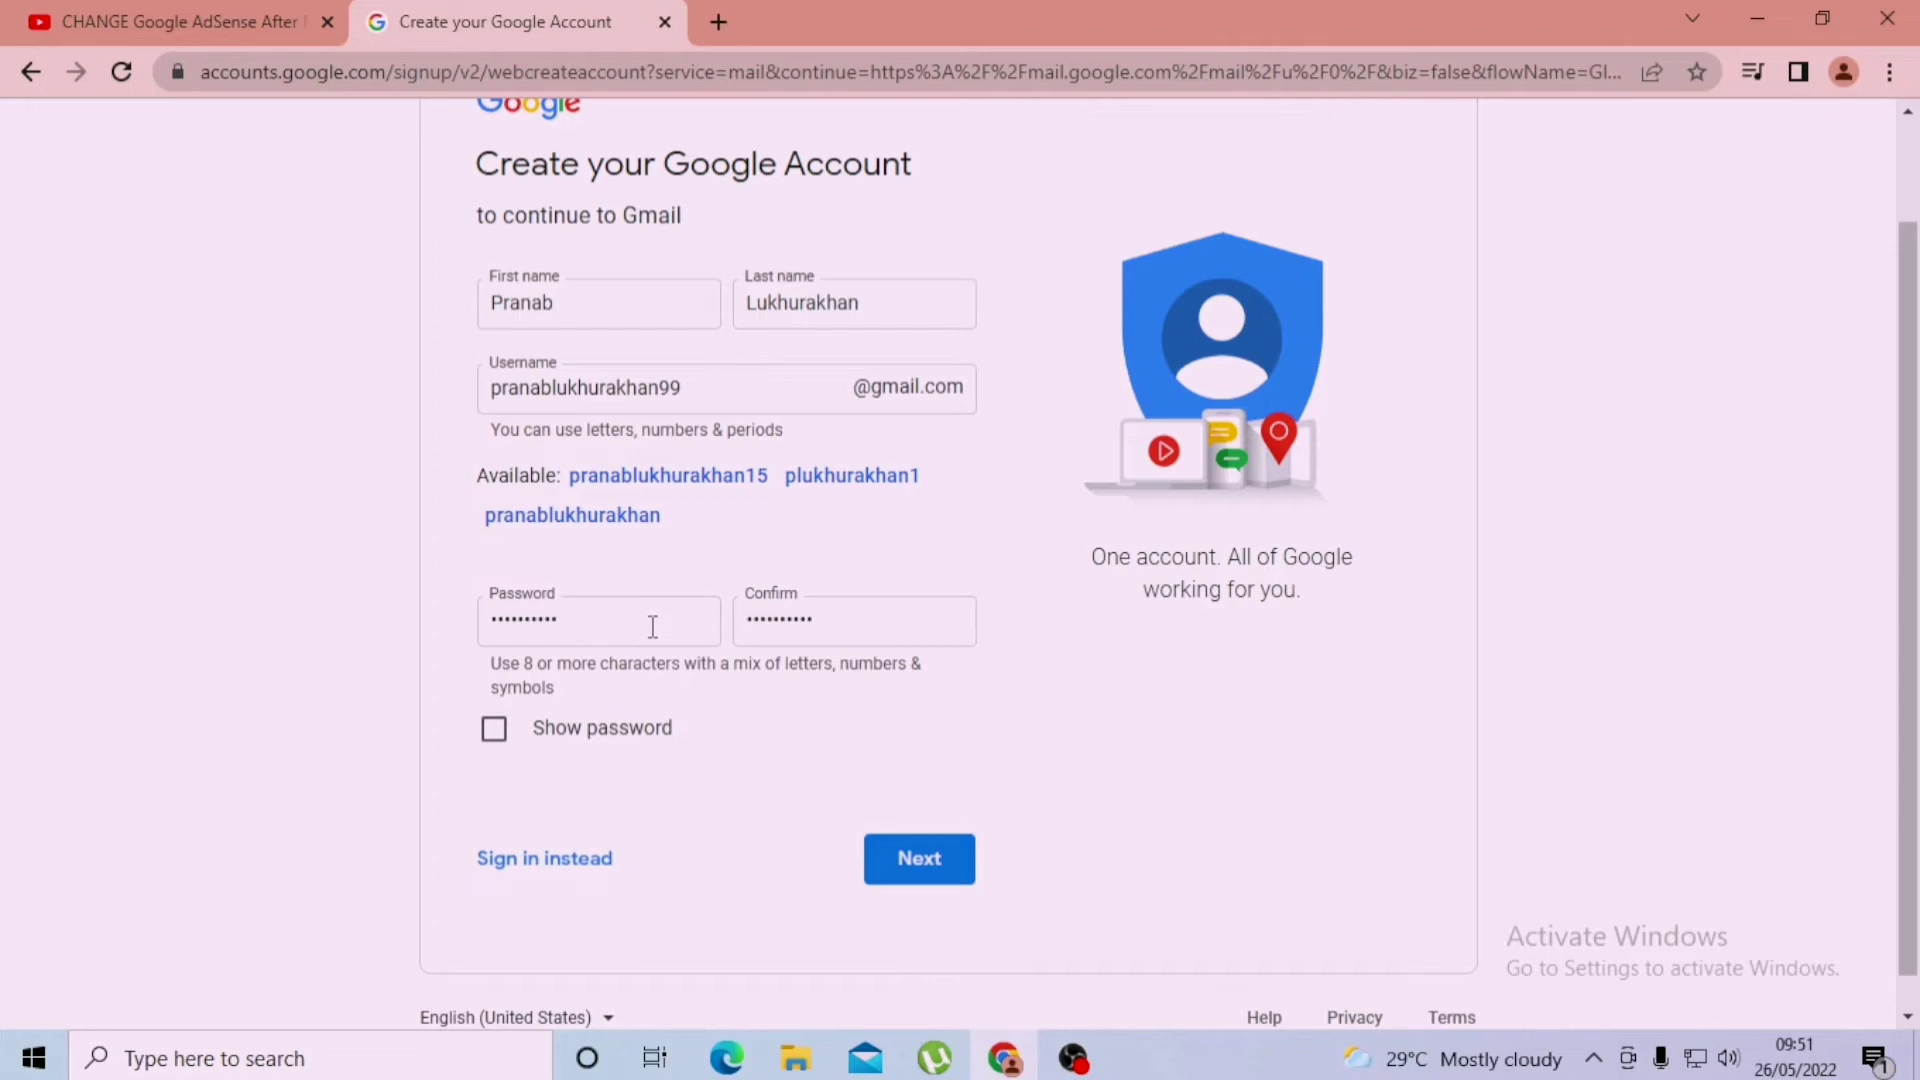 CHANGE Google AdSense After
Create your Google Account
accounts.google.com/signup/v2/webcreateaccount?service=mail&continue=https%3A%2F%2Fmail.google.com%2Fmail%2Fu%2F0%2F&biz=false&flowName=Gl...
Google
Create your Google Account
to continue to Gmail
First name
Last name
Pranab
Lukhurakhan
Username
pranablukhurakhan99
@gmail.com
You can use letters, numbers & periods
Available: pranablukhurakhan15 plukhurakhan1
pranablukhurakhan
One account. All of Google
working for you.
Password
Confirm
••••••••••
••••••••••
Use 8 or more characters with a mix of letters, numbers &
symbols
Show password
Sign in instead
Next
Activate Windows
Go to Settings to activate Windows.
English (United States)
Help
Privacy
Terms
Type here to search
29°C Mostly cloudy
09:51
26/05/2022
1